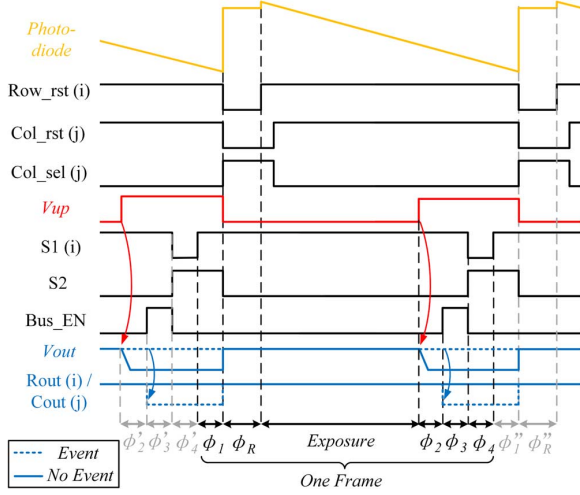 Photo-
diode
Row_rst (i)
Col_rst (j)
Col_sel (j)
Vup
S1 (i)
S2
Bus_EN
Vout
Rout (i) /
Cout (j)
ϕ'2 ϕ'3 ϕ'4 ϕ1 ϕR Exposure ϕ2 ϕ3 ϕ4 ϕ"1 ϕ"R
Event
No Event
One Frame